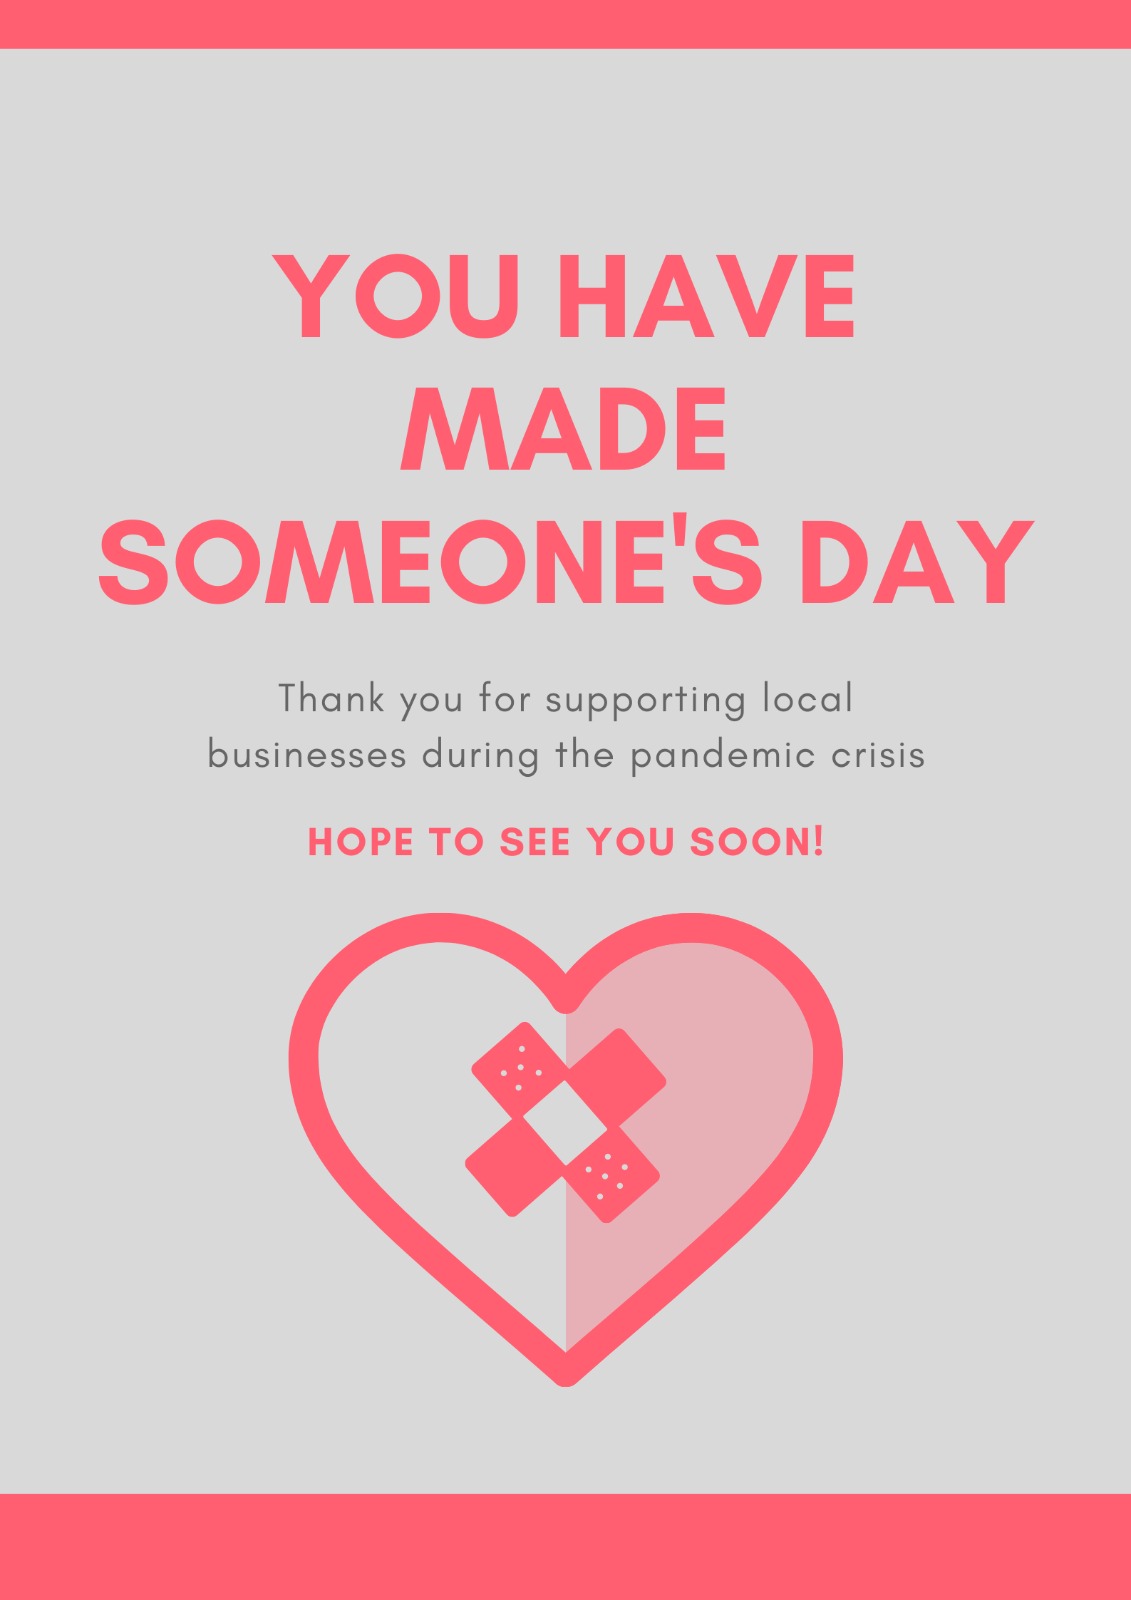 YOU HAVE
MADE
SOMEONE'S DAY
Thank you for supporting local
businesses during the pandemic crisis
HOPE TO SEE YOU SOON!